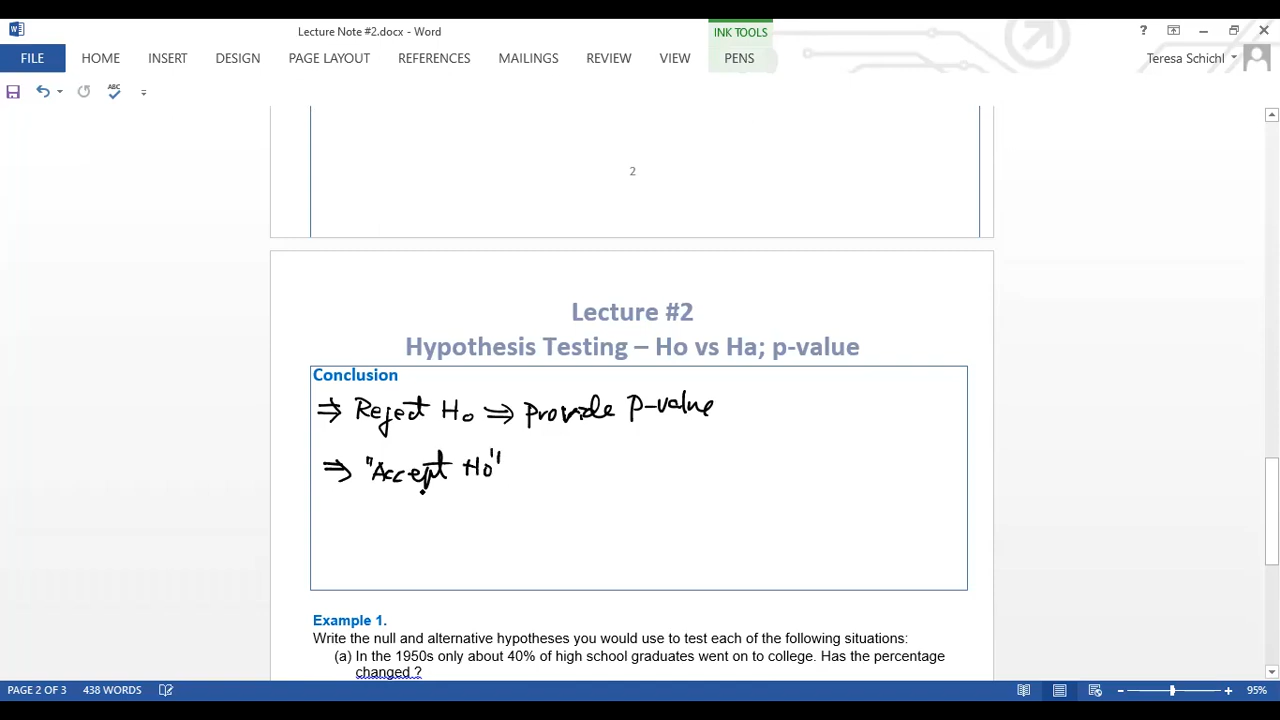 Lecture Note #2.docx - Word
INK TOOLS
FILE HOME INSERT DESIGN PAGE LAYOUT REFERENCES MAILINGS REVIEW VIEW PENS
Teresa Schichl
ABC
2
Lecture #2
Hypothesis Testing – Ho vs Ha; p-value
Conclusion
⇒ Reject Ho ⇒ Provide P-value
⇒ "Accept Ho"
Example 1.
Write the null and alternative hypotheses you would use to test each of the following situations:
(a) In the 1950s only about 40% of high school graduates went on to college. Has the percentage
changed ?
PAGE 2 OF 3 438 WORDS
95%